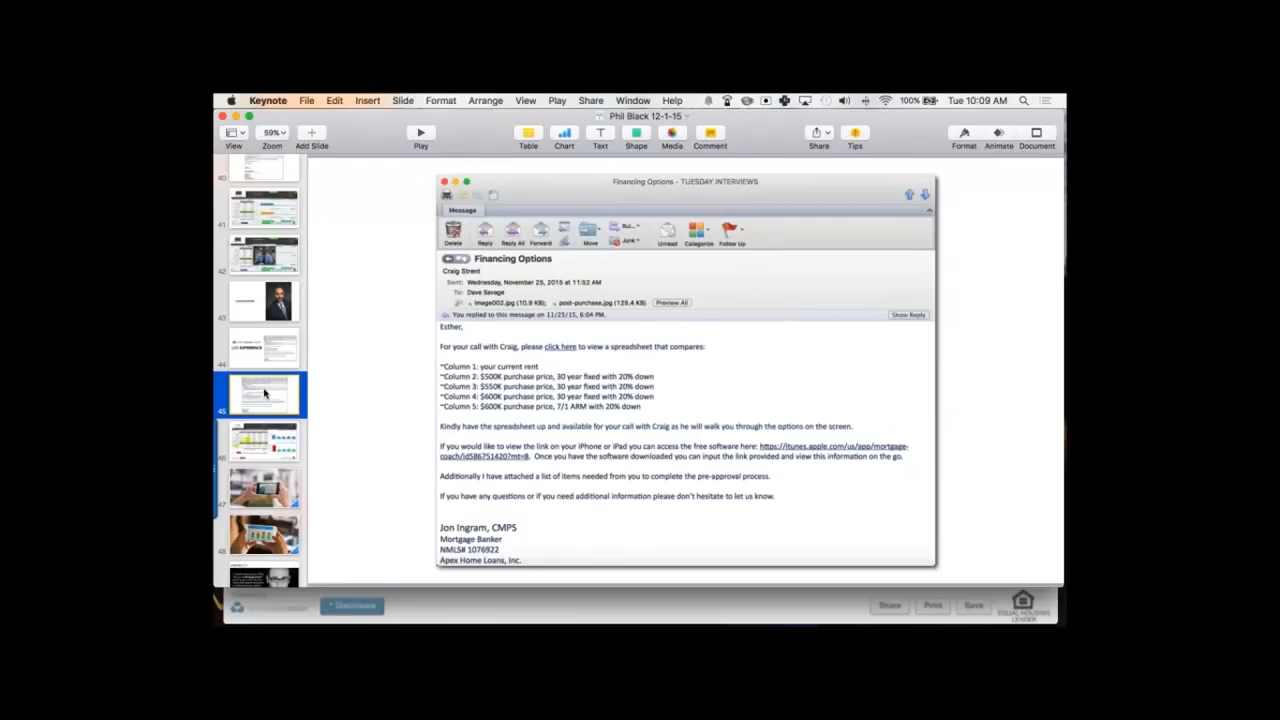 Keynote File Edit Insert Slide Format Arrange View Play Share Window Help 100% Tue 10:09 AM
Phil Black 12-1-15
59%
View Zoom Add Slide Play Table Chart Text Shape Media Comment Share Tips Format Animate Document
40
41
42
43
44
45
46
47
48
Financing Options - TUESDAY INTERVIEWS
Message
Delete Reply Reply All Forward Move Junk Unread Categorize Follow Up
Financing Options
Craig Strent
Sent: Wednesday, November 25, 2015 at 11:52 AM
To: Dave Savage
image002.jpg (10.9 KB); post-purchase.jpg (125.4 KB) Preview All
You replied to this message on 11/25/15, 6:04 PM. Show Reply
Esther,
For your call with Craig, please click here to view a spreadsheet that compares:
~Column 1: your current rent
~Column 2: $500K purchase price, 30 year fixed with 20% down
~Column 3: $550K purchase price, 30 year fixed with 20% down
~Column 4: $600K purchase price, 30 year fixed with 20% down
~Column 5: $600K purchase price, 7/1 ARM with 20% down
Kindly have the spreadsheet up and available for your call with Craig as he will walk you through the options on the screen.
If you would like to view the link on your iPhone or iPad you can access the free software here: https://itunes.apple.com/us/app/mortgage-
coach/id586751420?mt=8. Once you have the software downloaded you can input the link provided and view this information on the go.
Additionally I have attached a list of items needed from you to complete the pre-approval process.
If you have any questions or if you need additional information please don't hesitate to let us know.
Jon Ingram, CMPS
Mortgage Banker
NMLS# 1076922
Apex Home Loans, Inc.
Share Print Save
EQUAL HOUSING
LENDER